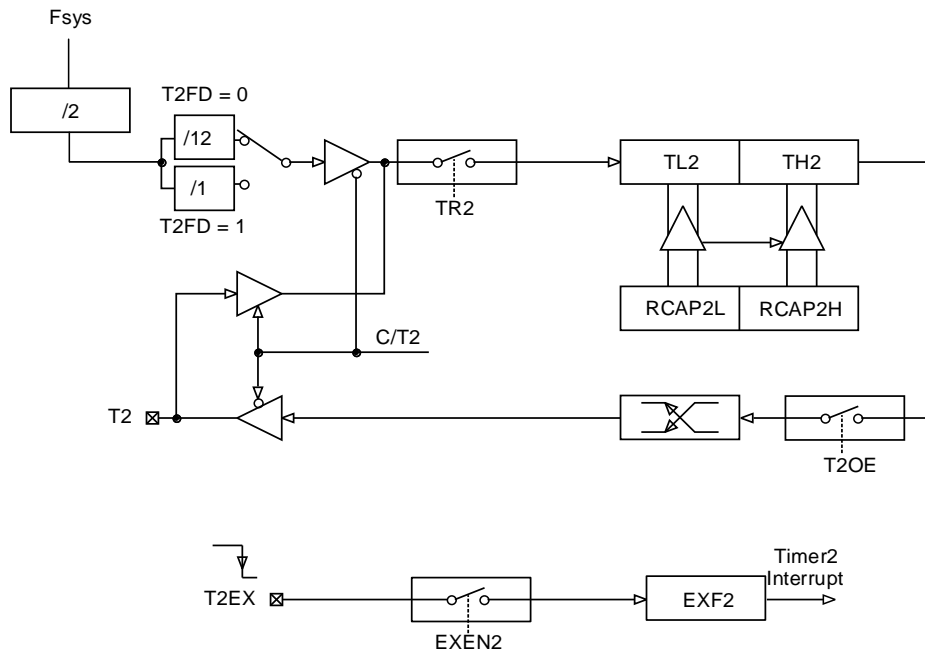 Fsys
/2
T2FD = 0
/12
/1
T2FD = 1
TR2
TL2
TH2
RCAP2L
RCAP2H
C/T2
T2
T2OE
T2EX
EXEN2
EXF2
Timer2
Interrupt